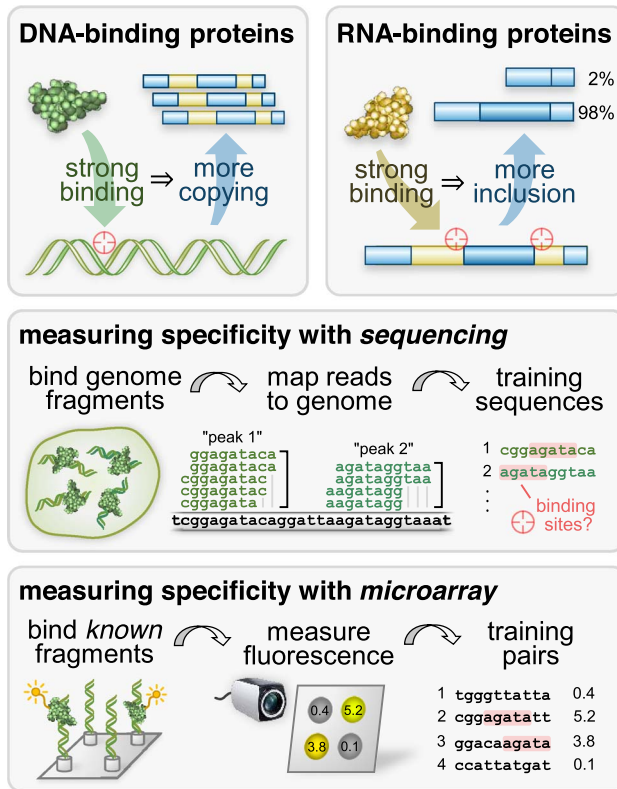 DNA-binding proteins
strong
binding
⇒
more
copying
RNA-binding proteins
2%
98%
strong
binding
⇒
more
inclusion
measuring specificity with sequencing
bind genome
fragments
map reads
to genome
training
sequences
"peak 1"
ggagataca
ggagataca
cggagatac
cggagatac
cggagata
"peak 2"
agataggtaa
agataggtaa
aagatagg
aagatagg
tcggagatacaggattaagataggtaaat
1 cggagataca
2 agataggtaa
binding
sites?
measuring specificity with microarray
bind known
fragments
measure
fluorescence
training
pairs
0.4 5.2
3.8 0.1
1 tgggttatta 0.4
2 cggagatatt 5.2
3 ggacaagata 3.8
4 ccattatgat 0.1